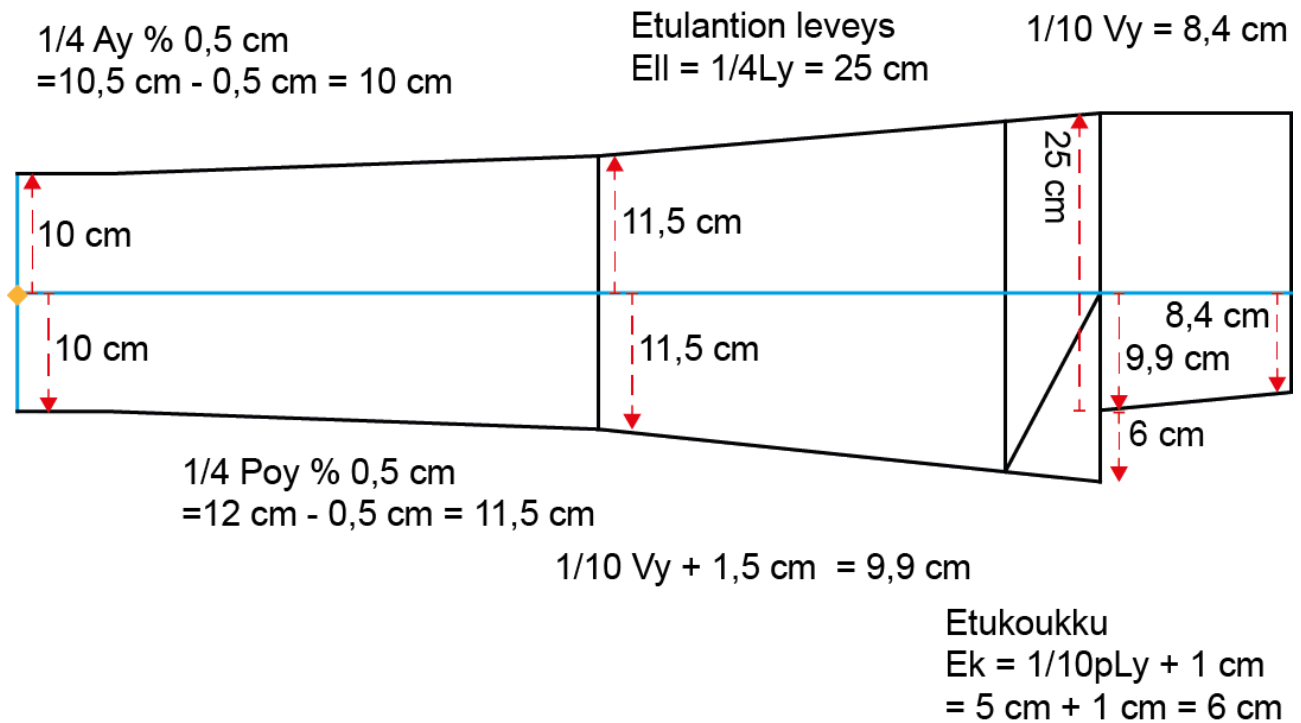 1/4 Ay % 0,5 cm
=10,5 cm - 0,5 cm = 10 cm
Etulantion leveys
Ell = 1/4Ly = 25 cm
1/10 Vy = 8,4 cm
25 cm
10 cm
11,5 cm
10 cm
11,5 cm
8,4 cm
9,9 cm
6 cm
1/4 Poy % 0,5 cm
=12 cm - 0,5 cm = 11,5 cm
1/10 Vy + 1,5 cm = 9,9 cm
Etukoukku
Ek = 1/10pLy + 1 cm
= 5 cm + 1 cm = 6 cm